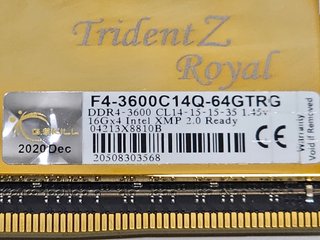 Trident Z
Royal
F4-3600C14Q-64GTRG
DDR4-3600 CL14-15-15-35 1.45v
16Gx4 Intel XMP 2.0 Ready
04213X8810B
G.SKILL
2020 Dec
20508303568
Warranty
Void if Removed